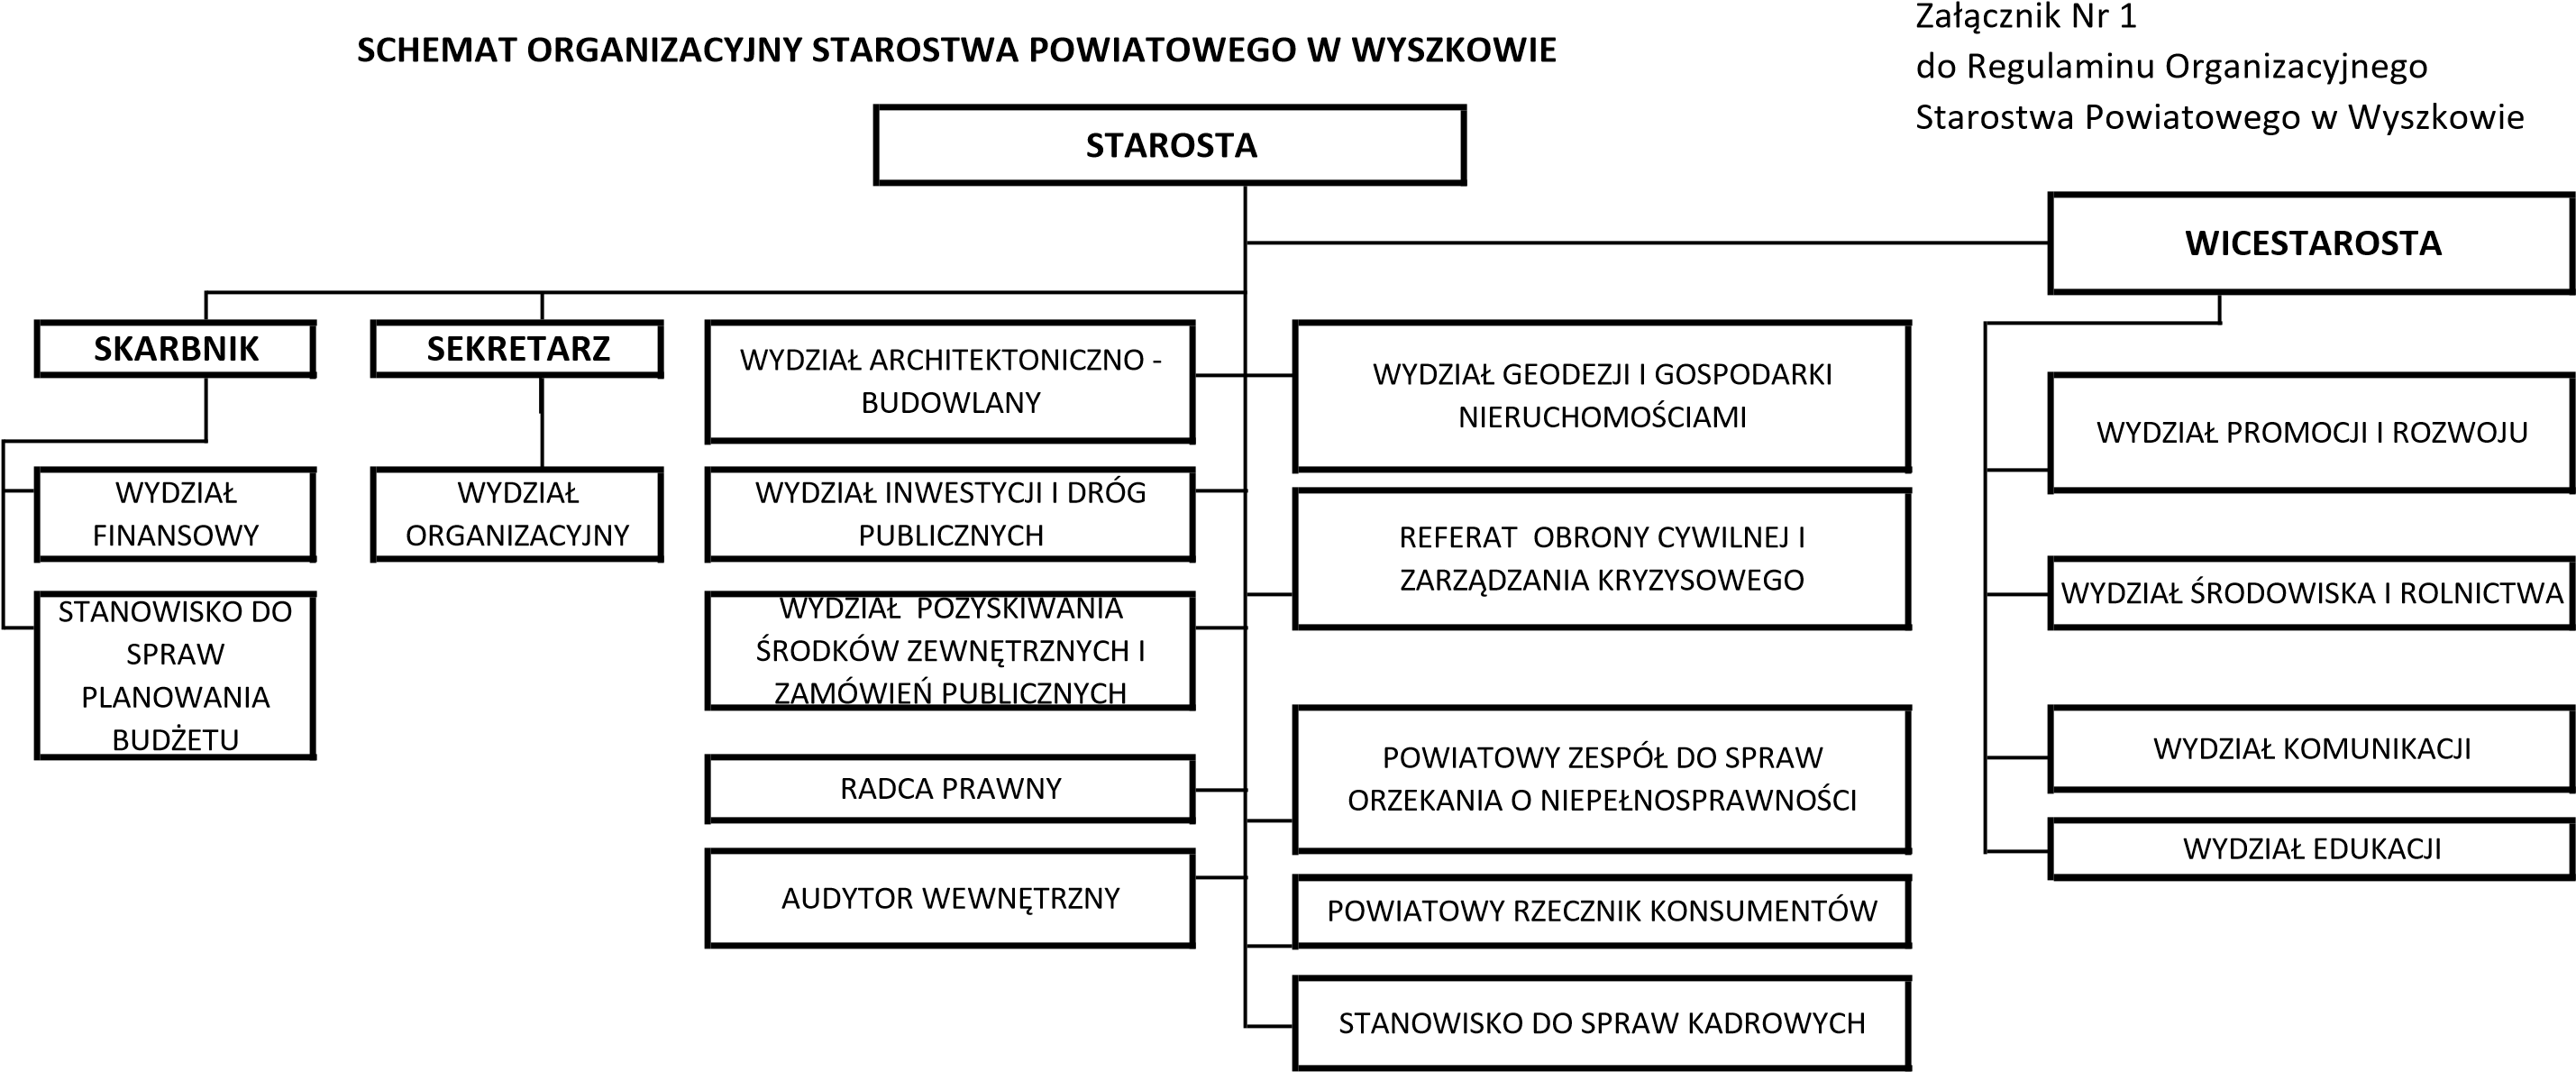 Załącznik Nr 1
do Regulaminu Organizacyjnego
Starostwa Powiatowego w Wyszkowie
SCHEMAT ORGANIZACYJNY STAROSTWA POWIATOWEGO W WYSZKOWIE
STAROSTA
WICESTAROSTA
SKARBNIK
WYDZIAŁ
FINANSOWY
STANOWISKO DO
SPRAW
PLANOWANIA
BUDŻETU
SEKRETARZ
WYDZIAŁ
ORGANIZACYJNY
WYDZIAŁ ARCHITEKTONICZNO -
BUDOWLANY
WYDZIAŁ INWESTYCJI I DRÓG
PUBLICZNYCH
WYDZIAŁ  POZYSKIWANIA
ŚRODKÓW ZEWNĘTRZNYCH I
ZAMÓWIEŃ PUBLICZNYCH
RADCA PRAWNY
AUDYTOR WEWNĘTRZNY
WYDZIAŁ GEODEZJI I GOSPODARKI
NIERUCHOMOŚCIAMI
REFERAT  OBRONY CYWILNEJ I
ZARZĄDZANIA KRYZYSOWEGO
POWIATOWY ZESPÓŁ DO SPRAW
ORZEKANIA O NIEPEŁNOSPRAWNOŚCI
POWIATOWY RZECZNIK KONSUMENTÓW
STANOWISKO DO SPRAW KADROWYCH
WYDZIAŁ PROMOCJI I ROZWOJU
WYDZIAŁ ŚRODOWISKA I ROLNICTWA
WYDZIAŁ KOMUNIKACJI
WYDZIAŁ EDUKACJI